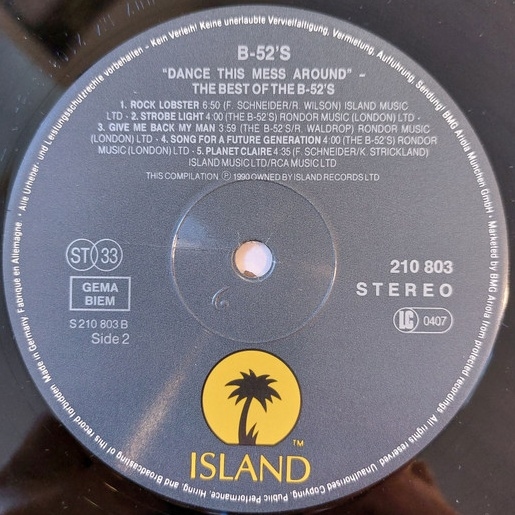 B-52'S
"DANCE THIS MESS AROUND" -
THE BEST OF THE B-52'S
1. ROCK LOBSTER 6:50 (F. SCHNEIDER/R. WILSON) ISLAND MUSIC
LTD · 2. STROBE LIGHT 4:00 (THE B-52'S) RONDOR MUSIC (LONDON) LTD ·
3. GIVE ME BACK MY MAN 3:59 (THE B-52'S/R. WALDROP) RONDOR MUSIC
(LONDON) LTD · 4. SONG FOR A FUTURE GENERATION 4:00 (THE B-52'S) RONDOR
MUSIC (LONDON) LTD · 5. PLANET CLAIRE 4:35 (F. SCHNEIDER/K. STRICKLAND)
ISLAND MUSIC LTD/RCA MUSIC LTD
THIS COMPILATION Ⓟ 1990 OWNED BY ISLAND RECORDS LTD
ST 33
GEMA
BIEM
S 210 803 B
Side 2
210 803
STEREO
LC 0407
ISLAND
TM
Made in Germany · Fabriqué en Allemagne · Alle Urheber- und Leistungsschutzrechte vorbehalten · Kein Verleih! Keine unerlaubte Vervielfältigung, Vermietung, Aufführung, Sendung! BMG Ariola München GmbH · Marketed by BMG Ariola
All rights reserved. Unauthorised Copying, Public Performance, Hiring, and Broadcasting of this record forbidden